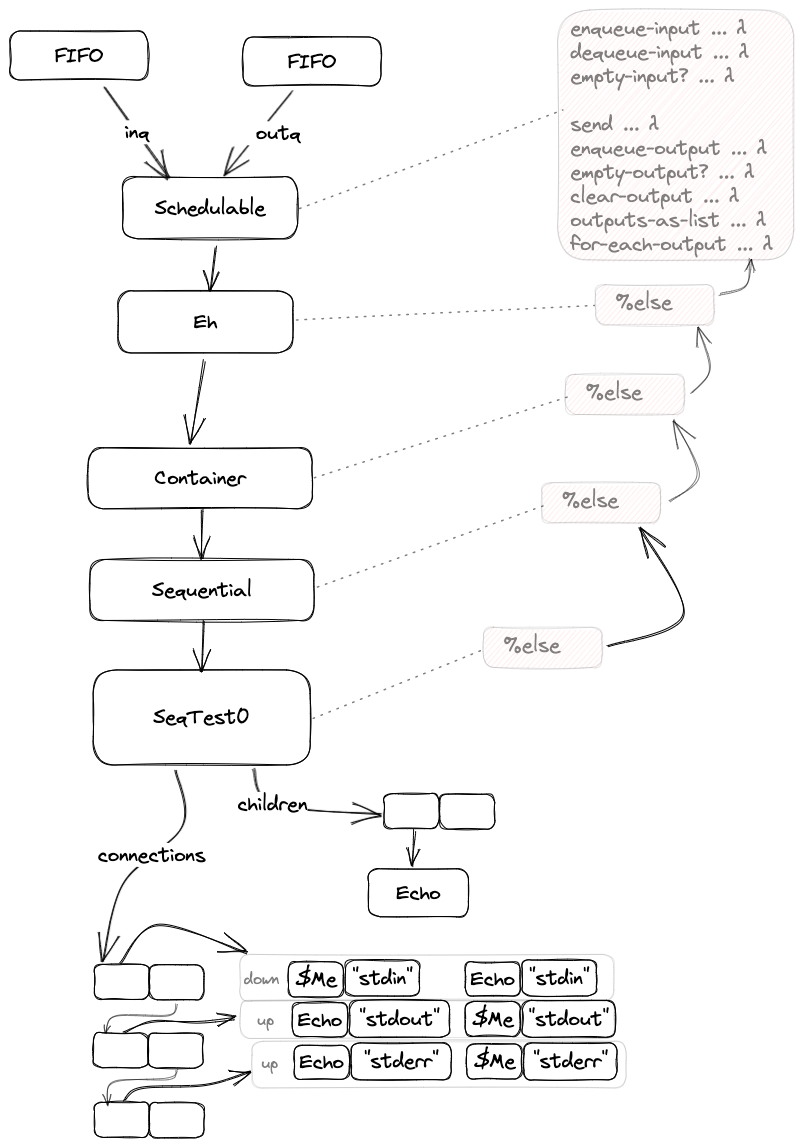 FIFO
FIFO
inq
outq
enqueue-input ... λ
dequeue-input ... λ
empty-input? ... λ
send ... λ
enqueue-output ... λ
empty-output? ... λ
clear-output ... λ
outputs-as-list ... λ
for-each-output ... λ
Schedulable
Eh
%else
%else
Container
%else
Sequential
%else
SeqTest0
children
connections
Echo
down $Me "stdin" Echo "stdin"
up Echo "stdout" $Me "stdout"
up Echo "stderr" $Me "stderr"